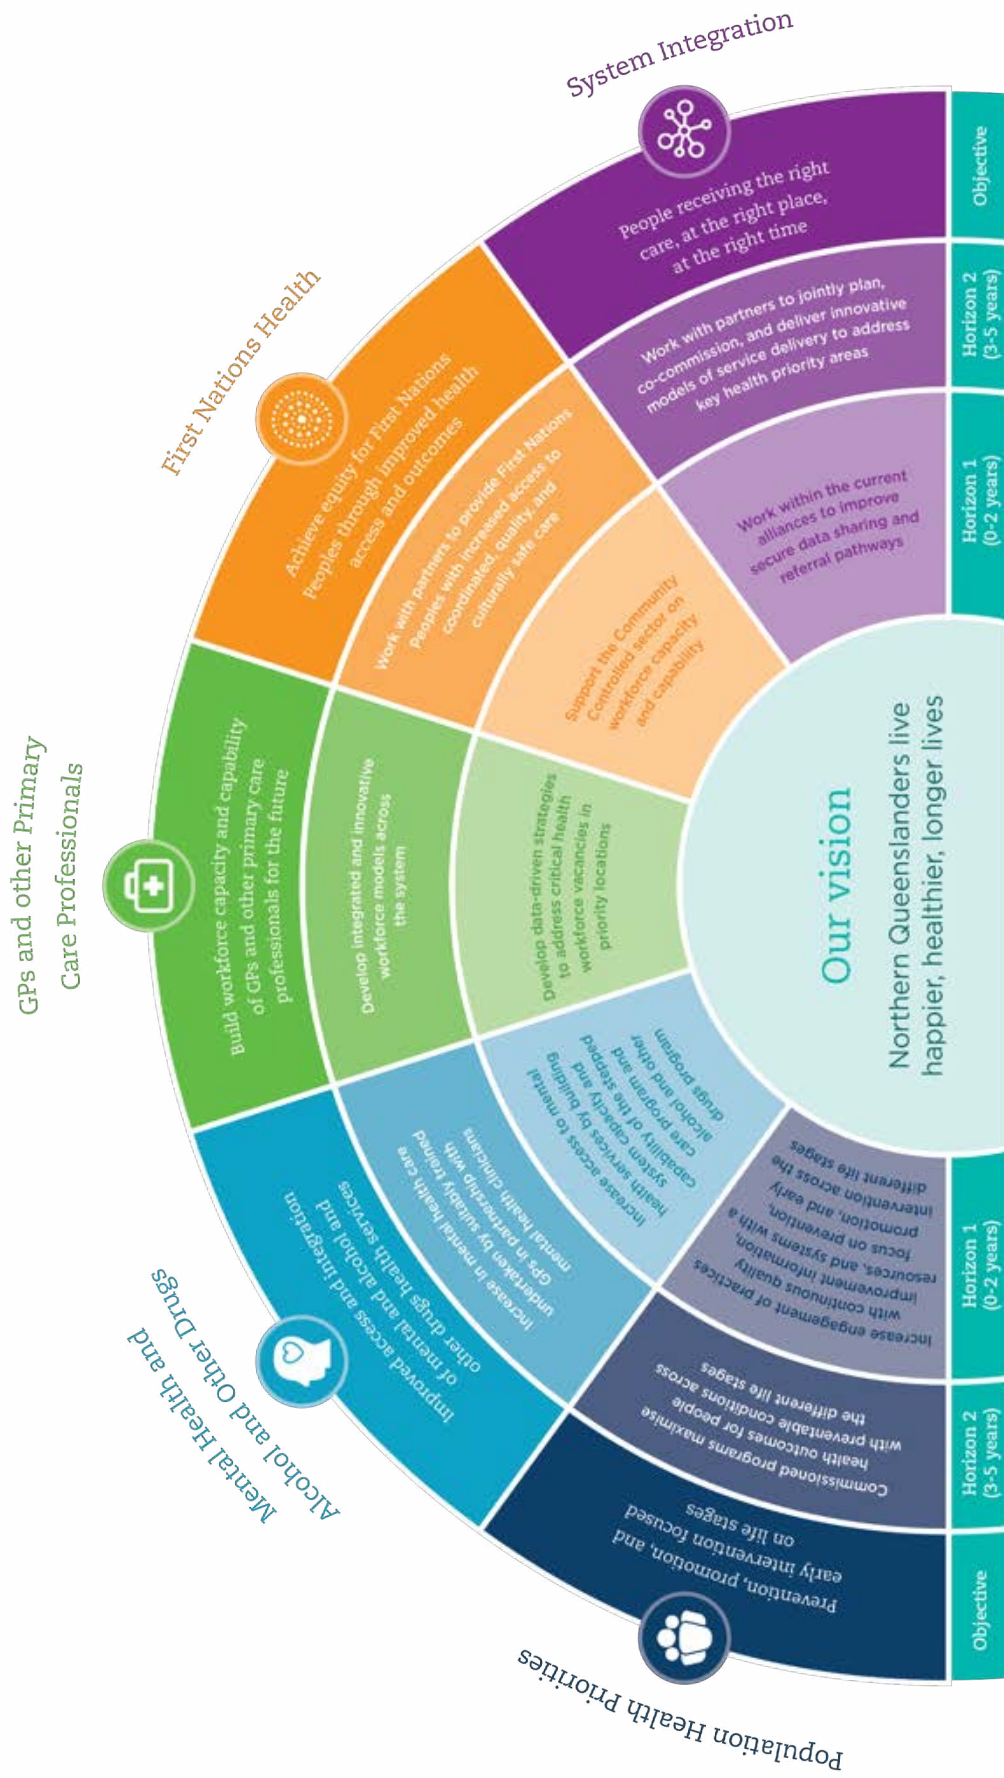 Population Health Priorities
Prevention, promotion, and,
early intervention focused
on life stages
Commissioned programs maximise
health outcomes for people
with preventable conditions across
the different life stages
Increase engagement of practices
with continuous quality
improvement information,
resources, and systems with a
focus on prevention,
promotion, and early
intervention across the
different life stages
Mental Health and
Alcohol and Other Drugs
Improved access and integration
of mental and alcohol and
other drugs health services
Increase in mental health care
undertaken by suitably trained
GPs in partnership with
mental health clinicians
Increase access to mental
health services by building
system capacity and
capability of the stepped
care program and
alcohol and other
drugs program
GPs and other Primary
Care Professionals
Build workforce capacity and capability
of GPs and other primary care
professionals for the future
Develop integrated and innovative
workforce models across
the system
Develop data-driven strategies
to address critical health
workforce vacancies in
priority locations
First Nations Health
Achieve equity for First Nations
Peoples through improved health
access and outcomes
Work with partners to provide First Nations
Peoples with increased access to
coordinated, quality, and
culturally safe care
Support the Community
Controlled sector on
workforce capacity
and capability
System Integration
People receiving the right
care, at the right place,
at the right time
Work with partners to jointly plan,
co-commission, and deliver innovative
models of service delivery to address
key health priority areas
Work within the current
alliances to improve
secure data sharing and
referral pathways
Our vision
Northern Queenslanders live
happier, healthier, longer lives
Objective
Horizon 2
(3-5 years)
Horizon 1
(0-2 years)
Horizon 1
(0-2 years)
Horizon 2
(3-5 years)
Objective